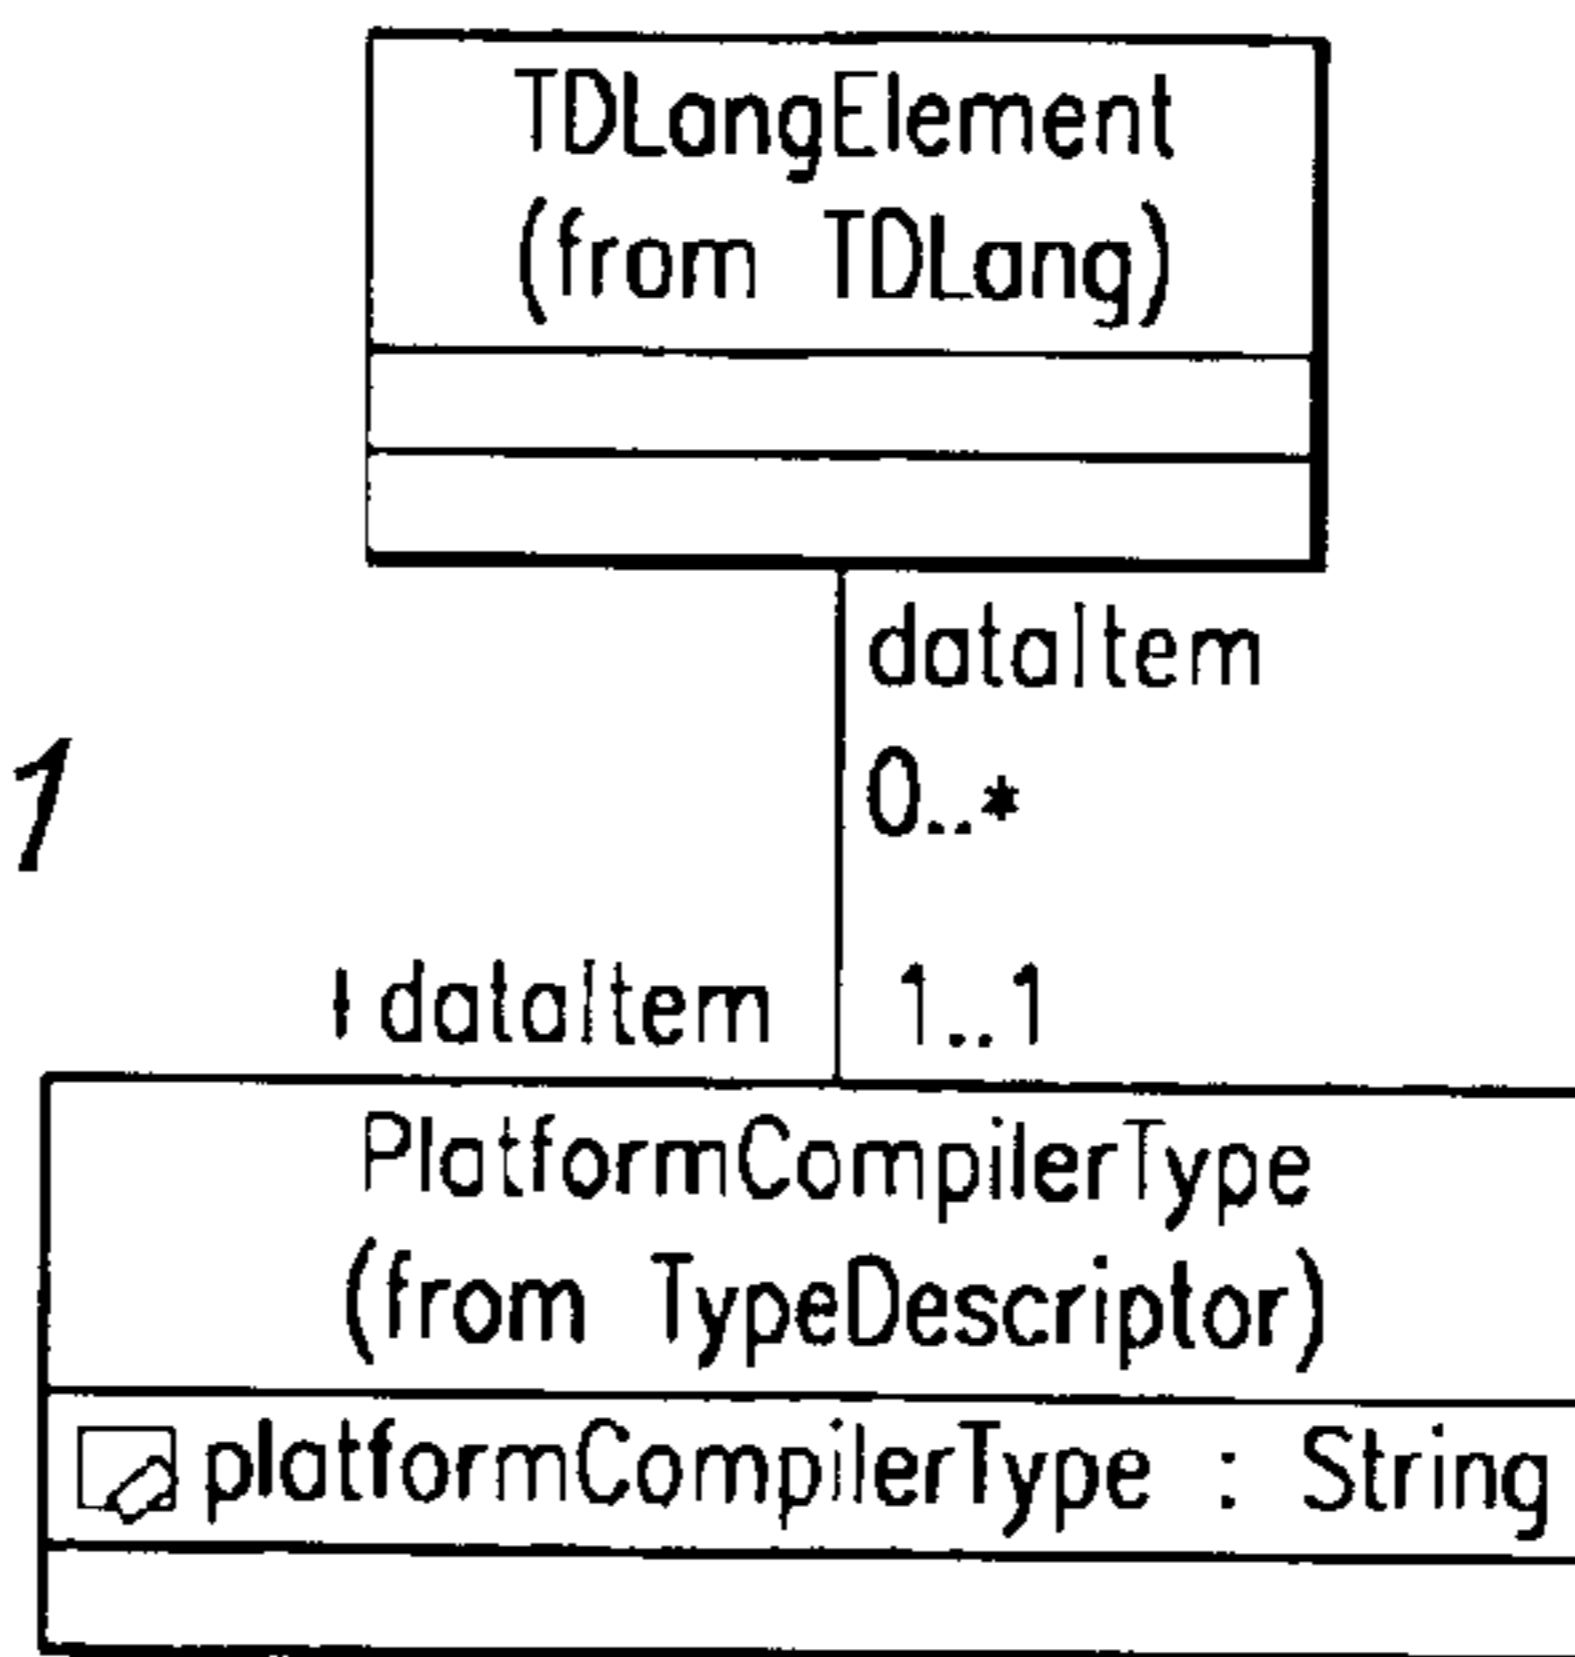 TDLangElement
(from TDLang)
dataItem
0..*
1
dataItem 1..1
PlatformCompilerType
(from TypeDescriptor)
platformCompilerType : String